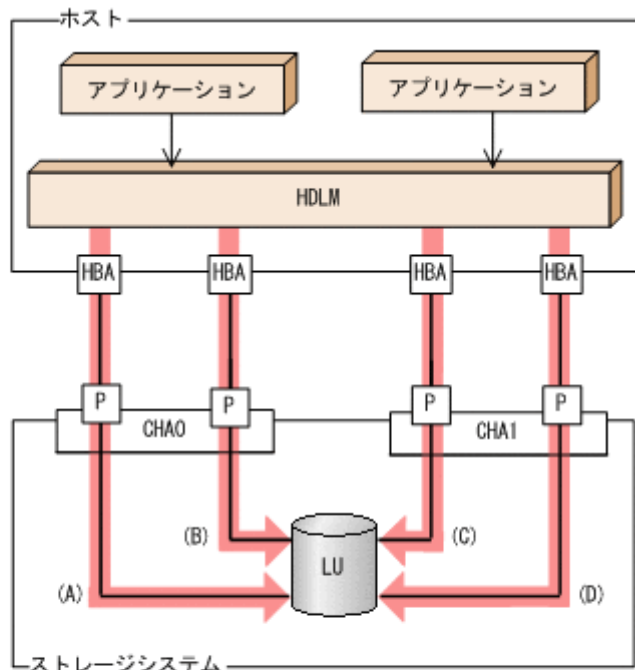 ホスト
アプリケーション
アプリケーション
HDLM
HBA
HBA
HBA
HBA
P
P
P
P
CHA0
CHA1
(B)
(C)
LU
(A)
(D)
ストレージシステム